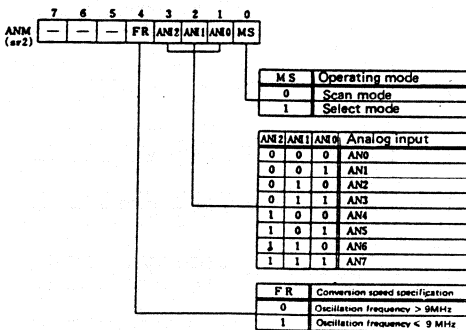 7 6 5 4 3 2 1 0
ANM — — — FR ANI2 ANI1 ANI0 MS
(sr2)
MS Operating mode
0 Scan mode
1 Select mode
ANI2 ANI1 ANI0 Analog input
0 0 0 AN0
0 0 1 AN1
0 1 0 AN2
0 1 1 AN3
1 0 0 AN4
1 0 1 AN5
1 1 0 AN6
1 1 1 AN7
FR Conversion speed specification
0 Oscillation frequency > 9MHz
1 Oscillation frequency < 9 MHz